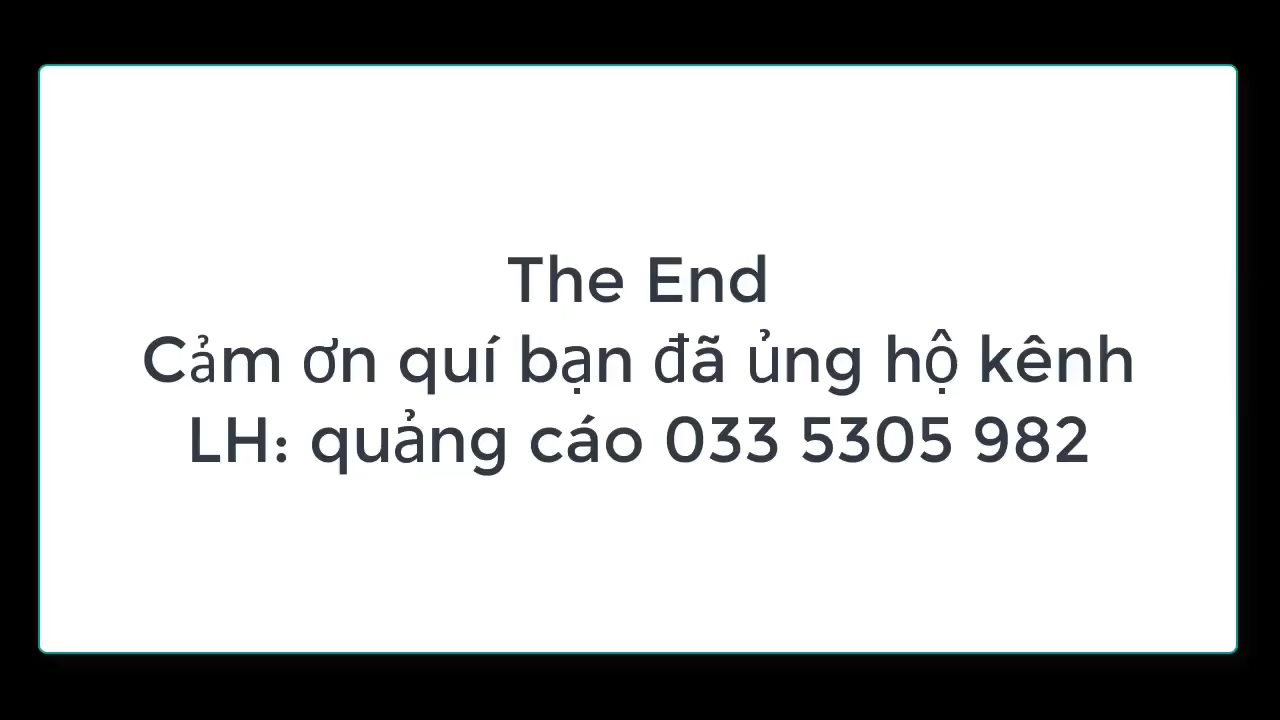 The End
Cảm ơn quí bạn đã ủng hộ kênh
LH: quảng cáo 033 5305 982